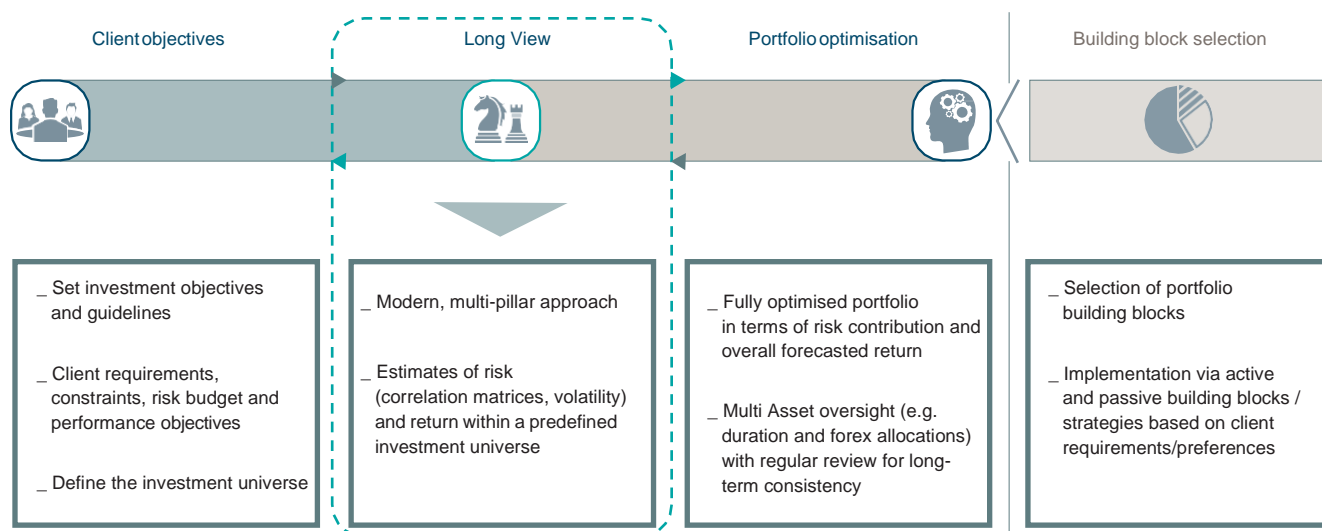 Client objectives
Long View
Portfolio optimisation
Building block selection
_ Set investment objectives
and guidelines
_ Client requirements,
constraints, risk budget and
performance objectives
_ Define the investment universe
_ Modern, multi-pillar approach
_ Estimates of risk
(correlation matrices, volatility)
and return within a predefined
investment universe
_ Fully optimised portfolio
in terms of risk contribution and
overall forecasted return
_ Multi Asset oversight (e.g.
duration and forex allocations)
with regular review for long-
term consistency
_ Selection of portfolio
building blocks
_ Implementation via active
and passive building blocks /
strategies based on client
requirements/preferences